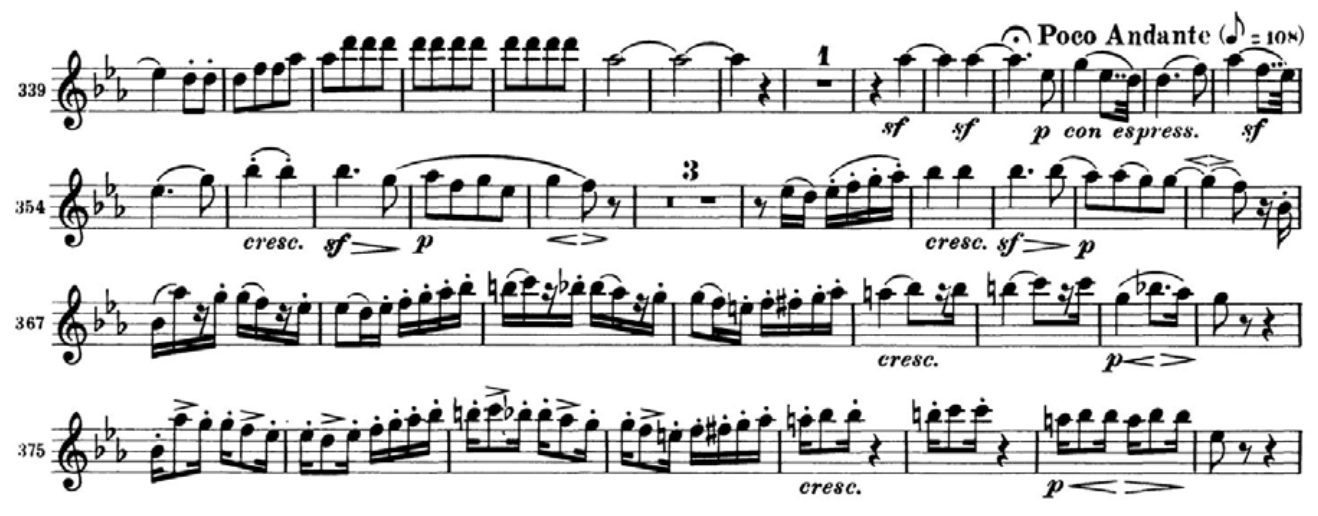 Poco Andante (♪ = 108)
1
339
sf sf p con espress. sf
3
354
cresc. sf p cresc. sf p
367
cresc. p
375
cresc. p